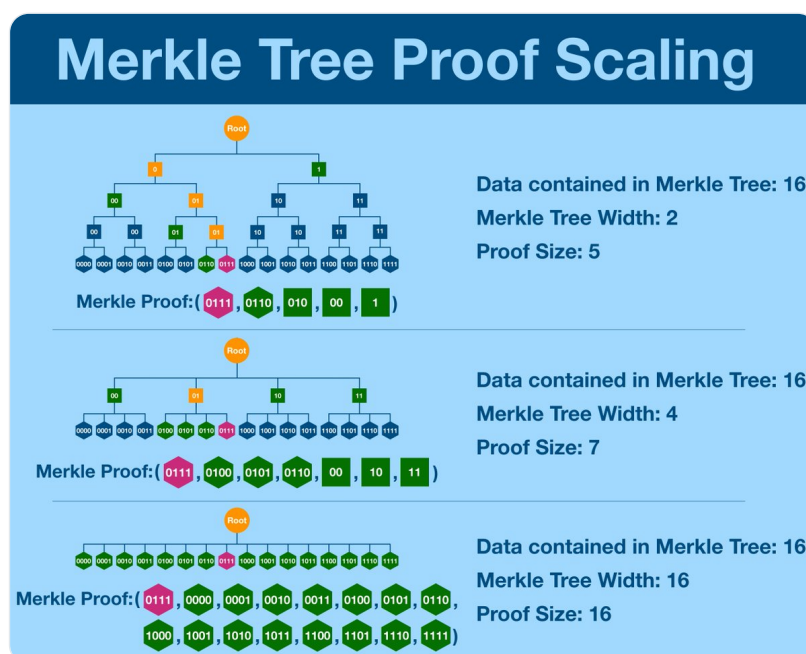 Merkle Tree Proof Scaling
Root
0 1
00 01 10 11
00 00 01 01 10 10 11 11
0000 0001 0010 0011 0100 0101 0110 0111 1000 1001 1010 1011 1100 1101 1110 1111
Merkle Proof:( 0111 , 0110 , 010 , 00 , 1 )
Data contained in Merkle Tree: 16
Merkle Tree Width: 2
Proof Size: 5
Root
00 01 10 11
0000 0001 0010 0011 0100 0101 0110 0111 1000 1001 1010 1011 1100 1101 1110 1111
Merkle Proof:( 0111 , 0100 , 0101 , 0110 , 00 , 10 , 11 )
Data contained in Merkle Tree: 16
Merkle Tree Width: 4
Proof Size: 7
Root
0000 0001 0010 0011 0100 0101 0110 0111 1000 1001 1010 1011 1100 1101 1110 1111
Merkle Proof:( 0111 , 0000 , 0001 , 0010 , 0011 , 0100 , 0101 , 0110 ,
1000 , 1001 , 1010 , 1011 , 1100 , 1101 , 1110 , 1111 )
Data contained in Merkle Tree: 16
Merkle Tree Width: 16
Proof Size: 16